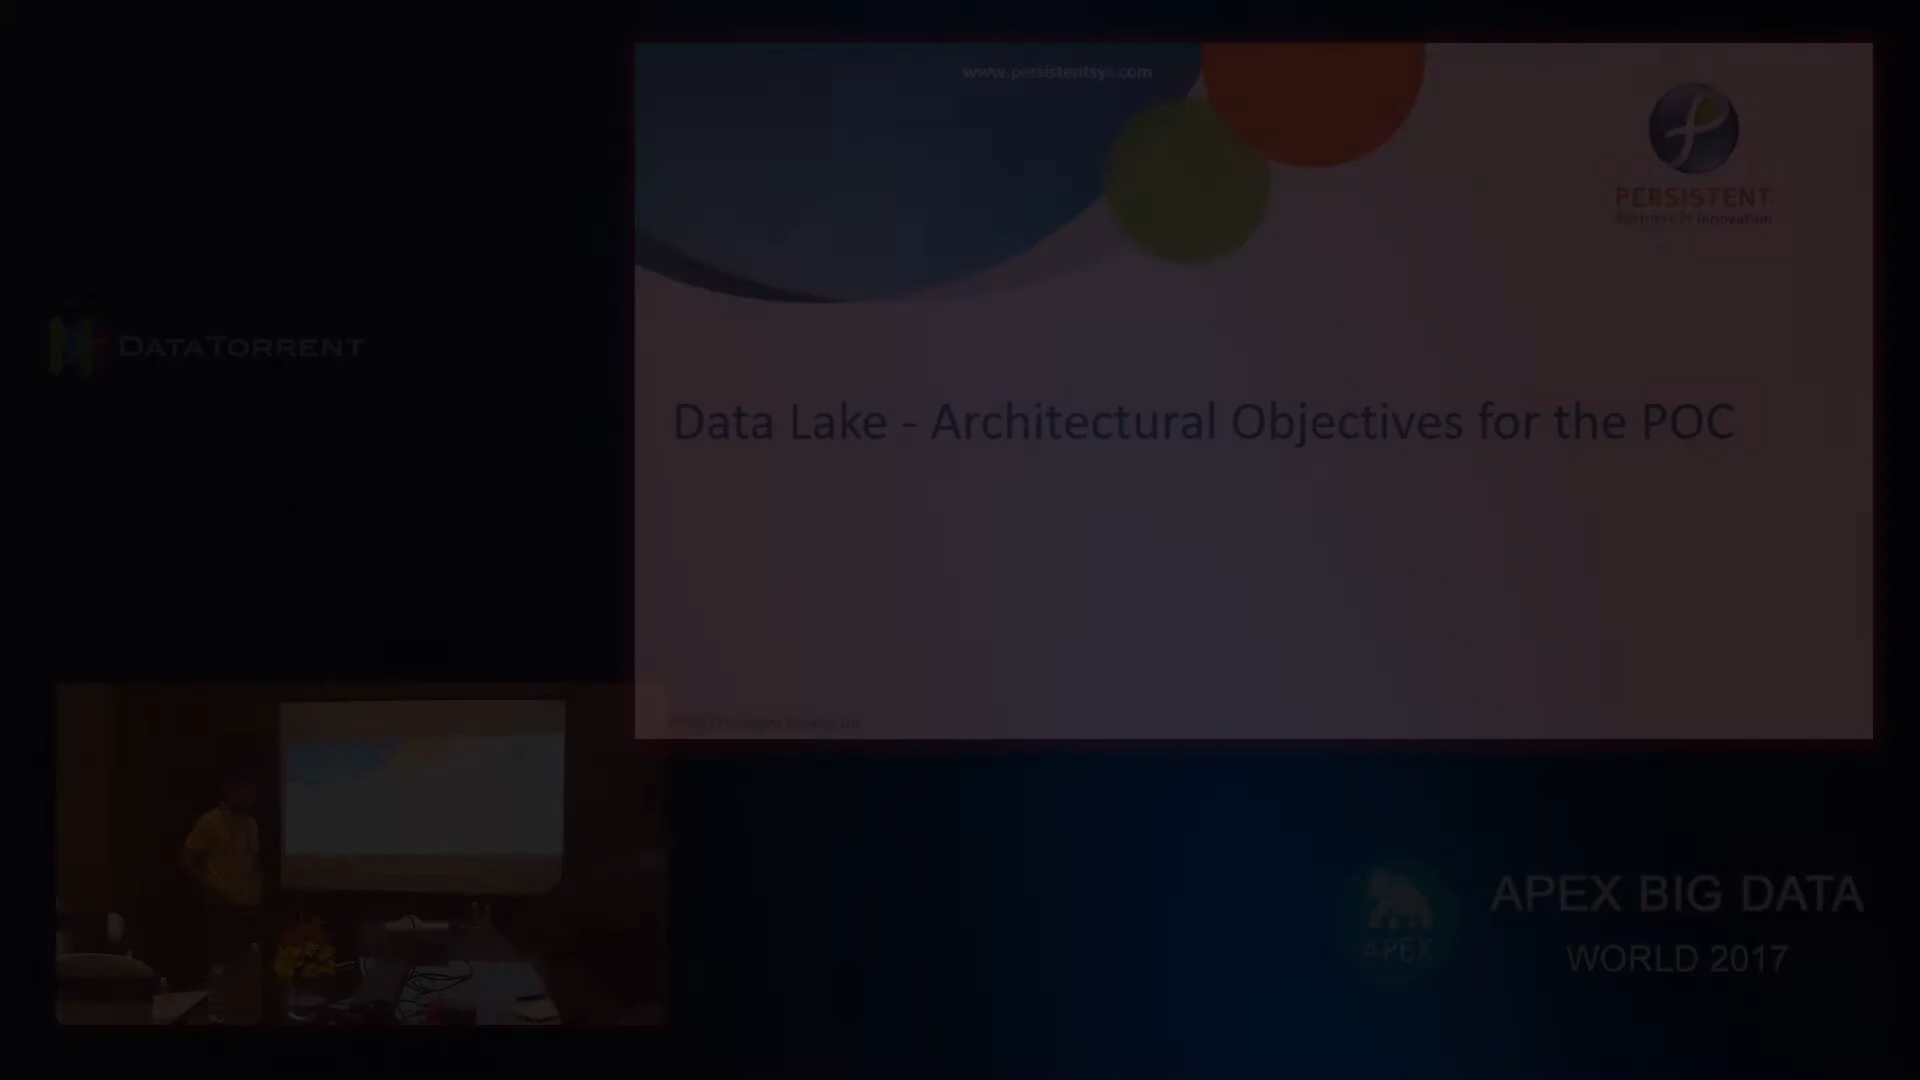 www.persistentsys.com
PERSISTENT
Partners in Innovation
DATATORRENT
Data Lake - Architectural Objectives for the POC
APEX
APEX BIG DATA
WORLD 2017